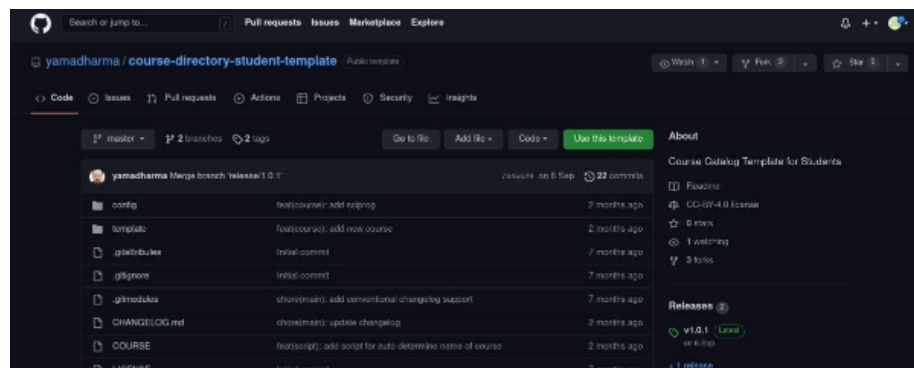 Search or jump to... / Pull requests Issues Marketplace Explore
yamadharma / course-directory-student-template Public template
Watch 1 Fork 3 Star 0
Code Issues Pull requests Actions Projects Security Insights
master 2 branches 2 tags Go to file Add file Code Use this template
yamadharma Merge branch 'release/1.0.1' on 6 Sep 22 commits
config feat(course): add sciprog 2 months ago
template feat(course): add new course 2 months ago
.gitattributes Initial commit 7 months ago
.gitignore Initial commit 7 months ago
.gitmodules chore(main): add conventional changelog support 7 months ago
CHANGELOG.md chore(main): update changelog 2 months ago
COURSE feat(script): add script for auto-determine name of course 2 months ago
About
Course Catalog Template for Students
Readme
CC-BY-4.0 license
0 stars
1 watching
3 forks
Releases 2
v1.0.1 Latest
on 6 Sep
+ 1 release